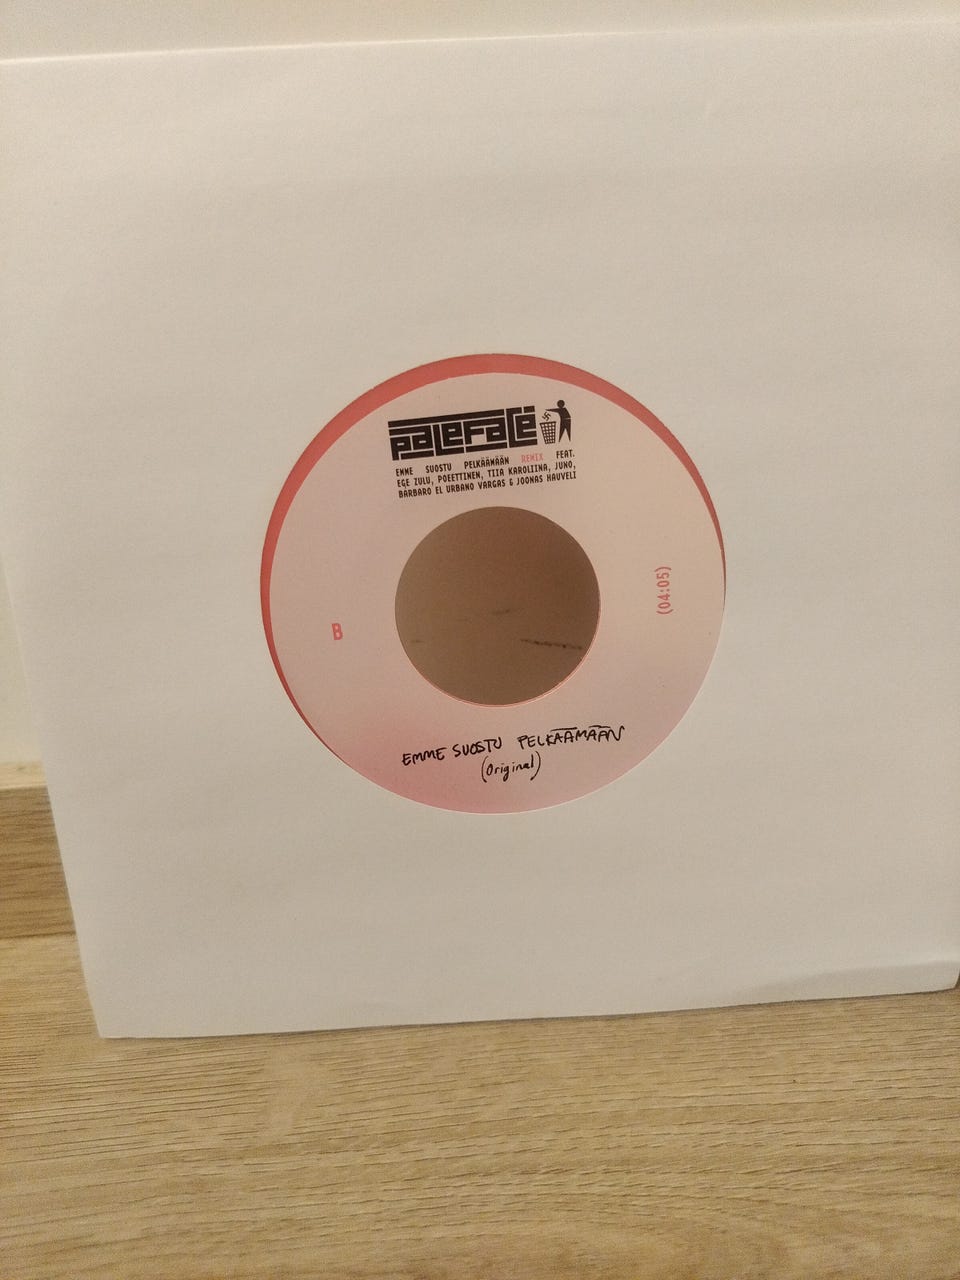 PALEFACE
EMME SUOSTU PELKÄÄMÄÄN REMIX FEAT.
EGE ZULU, POEETTINEN, TIIA KAROLIINA, JUNO,
BARBARO EL URBANO VARGAS & JOONAS HAUVELI
(04:05)
B
EMME SUOSTU PELKÄÄMÄÄN
(Original)